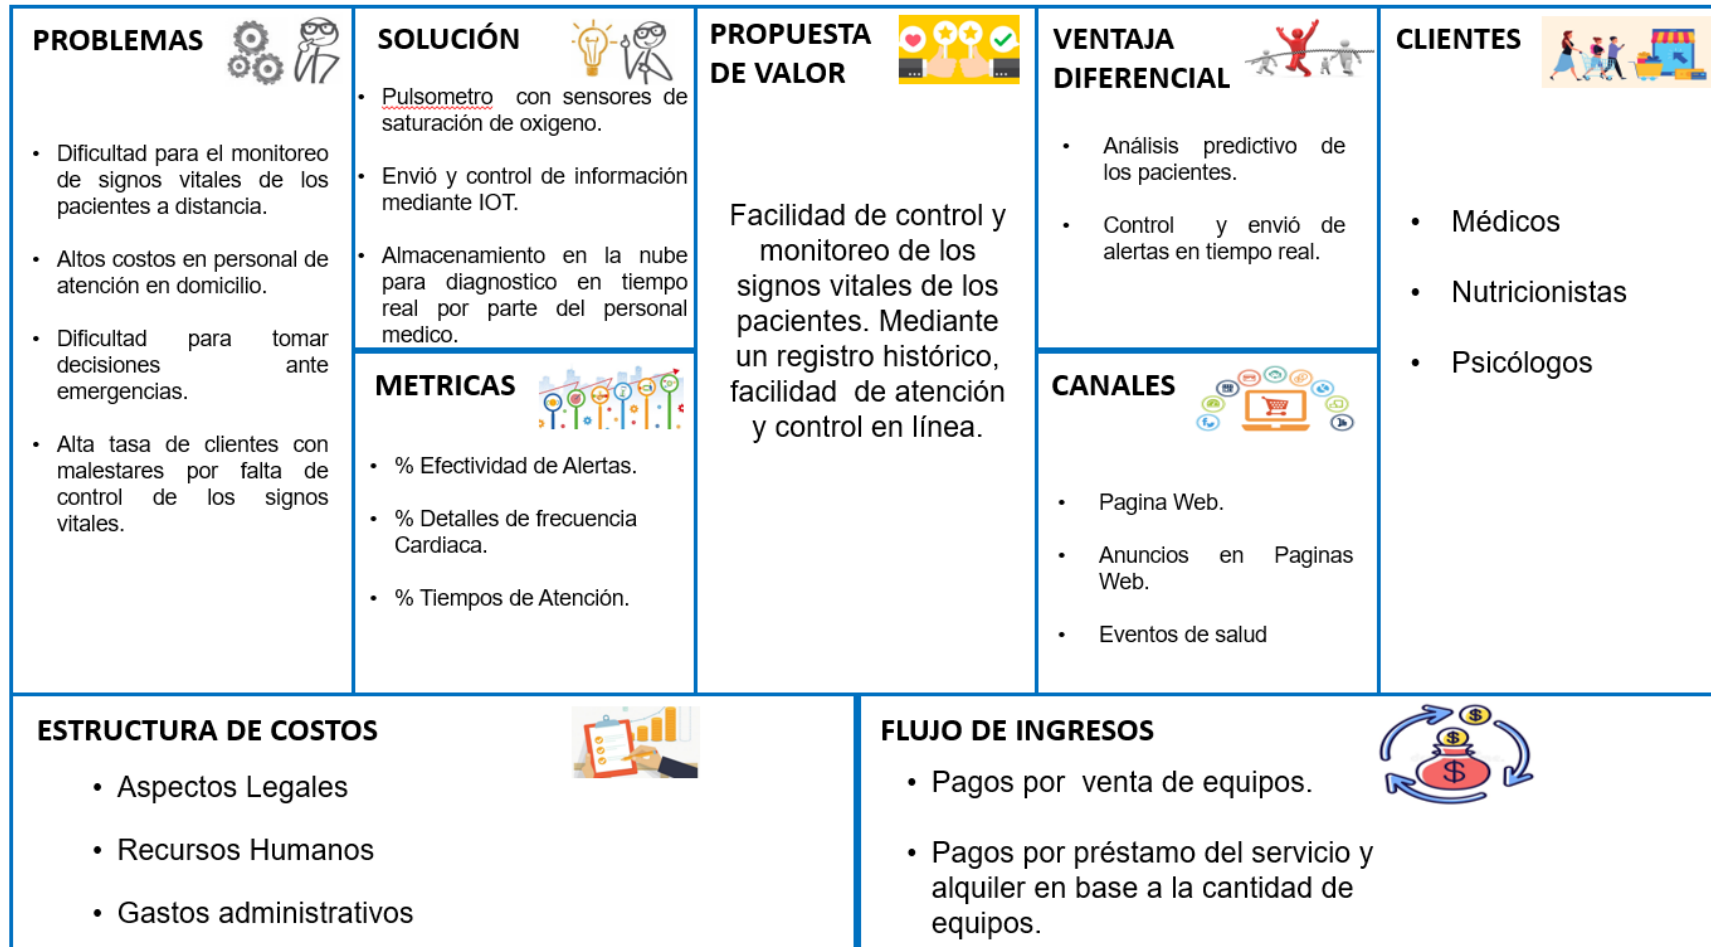 PROBLEMAS
Dificultad para el monitoreo
de signos vitales de los
pacientes a distancia.
Altos costos en personal de
atención en domicilio.
Dificultad para tomar
decisiones ante
emergencias.
Alta tasa de clientes con
malestares por falta de
control de los signos
vitales.
SOLUCIÓN
Pulsometro con sensores de
saturación de oxigeno.
Envió y control de información
mediante IOT.
Almacenamiento en la nube
para diagnostico en tiempo
real por parte del personal
medico.
METRICAS
% Efectividad de Alertas.
% Detalles de frecuencia
Cardiaca.
% Tiempos de Atención.
PROPUESTA
DE VALOR
Facilidad de control y
monitoreo de los
signos vitales de los
pacientes. Mediante
un registro histórico,
facilidad de atención
y control en línea.
VENTAJA
DIFERENCIAL
Análisis predictivo de
los pacientes.
Control y envió de
alertas en tiempo real.
CANALES
Pagina Web.
Anuncios en Paginas
Web.
Eventos de salud
CLIENTES
Médicos
Nutricionistas
Psicólogos
ESTRUCTURA DE COSTOS
Aspectos Legales
Recursos Humanos
Gastos administrativos
FLUJO DE INGRESOS
Pagos por venta de equipos.
Pagos por préstamo del servicio y
alquiler en base a la cantidad de
equipos.